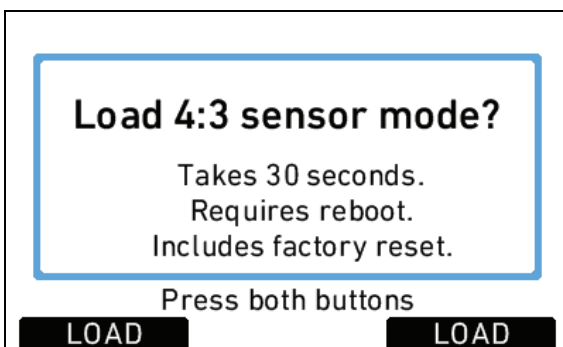 Load 4:3 sensor mode?
Takes 30 seconds.
Requires reboot.
Includes factory reset.
Press both buttons
LOAD LOAD